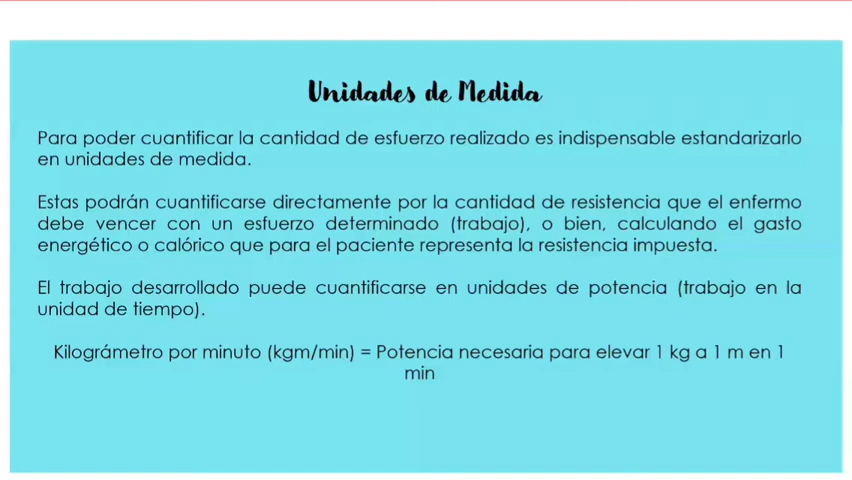 Unidades de Medida
Para poder cuantificar la cantidad de esfuerzo realizado es indispensable estandarizarlo
en unidades de medida.
Estas podrán cuantificarse directamente por la cantidad de resistencia que el enfermo
debe vencer con un esfuerzo determinado (trabajo), o bien, calculando el gasto
energético o calórico que para el paciente representa la resistencia impuesta.
El trabajo desarrollado puede cuantificarse en unidades de potencia (trabajo en la
unidad de tiempo).
Kilográmetro por minuto (kgm/min) = Potencia necesaria para elevar 1 kg a 1 m en 1
min